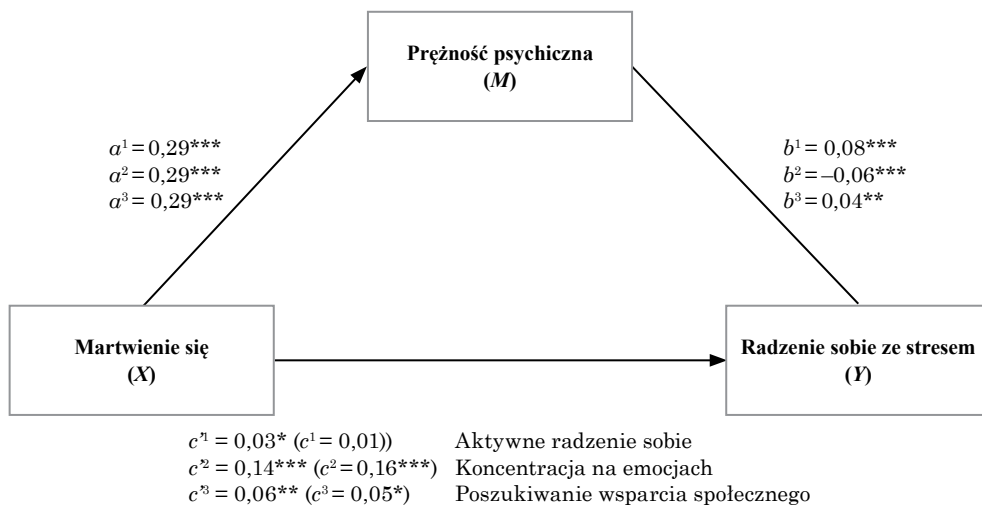 Prężność psychiczna
(M)
a¹ = 0,29***
a² = 0,29***
a³ = 0,29***
b¹ = 0,08***
b² = –0,06***
b³ = 0,04**
Martwienie się
(X)
Radzenie sobie ze stresem
(Y)
c’¹ = 0,03* (c¹ = 0,01)) Aktywne radzenie sobie
c’² = 0,14*** (c² = 0,16***) Koncentracja na emocjach
c’³ = 0,06** (c³ = 0,05*) Poszukiwanie wsparcia społecznego